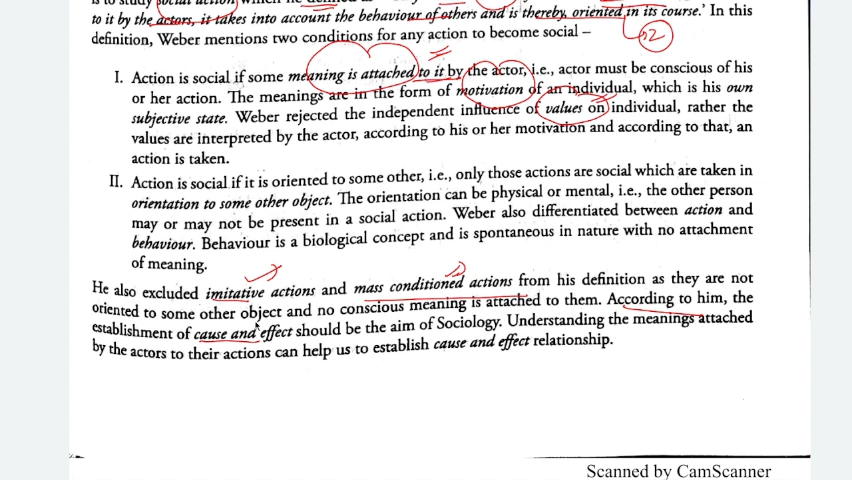 is to study social action, which he defined
to it by the actors, it takes into account the behaviour of others and is thereby, oriented in its course.' In this
2
definition, Weber mentions two conditions for any action to become social –
I. Action is social if some meaning is attached to it by the actor, i.e., actor must be conscious of his
or her action. The meanings are in the form of motivation of an individual, which is his own
subjective state. Weber rejected the independent influence of values on individual, rather the
values are interpreted by the actor, according to his or her motivation and according to that, an
action is taken.
II. Action is social if it is oriented to some other, i.e., only those actions are social which are taken in
orientation to some other object. The orientation can be physical or mental, i.e., the other person
may or may not be present in a social action. Weber also differentiated between action and
behaviour. Behaviour is a biological concept and is spontaneous in nature with no attachment
of meaning.
He also excluded imitative actions and mass conditioned actions from his definition as they are not
oriented to some other object and no conscious meaning is attached to them. According to him, the
establishment of cause and effect should be the aim of Sociology. Understanding the meanings attached
by the actors to their actions can help us to establish cause and effect relationship.
Scanned by CamScanner